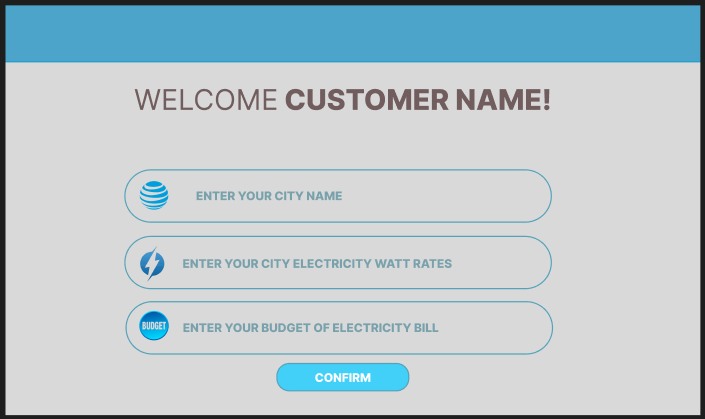 WELCOME CUSTOMER NAME!
ENTER YOUR CITY NAME
ENTER YOUR CITY ELECTRICITY WATT RATES
BUDGET
ENTER YOUR BUDGET OF ELECTRICITY BILL
CONFIRM